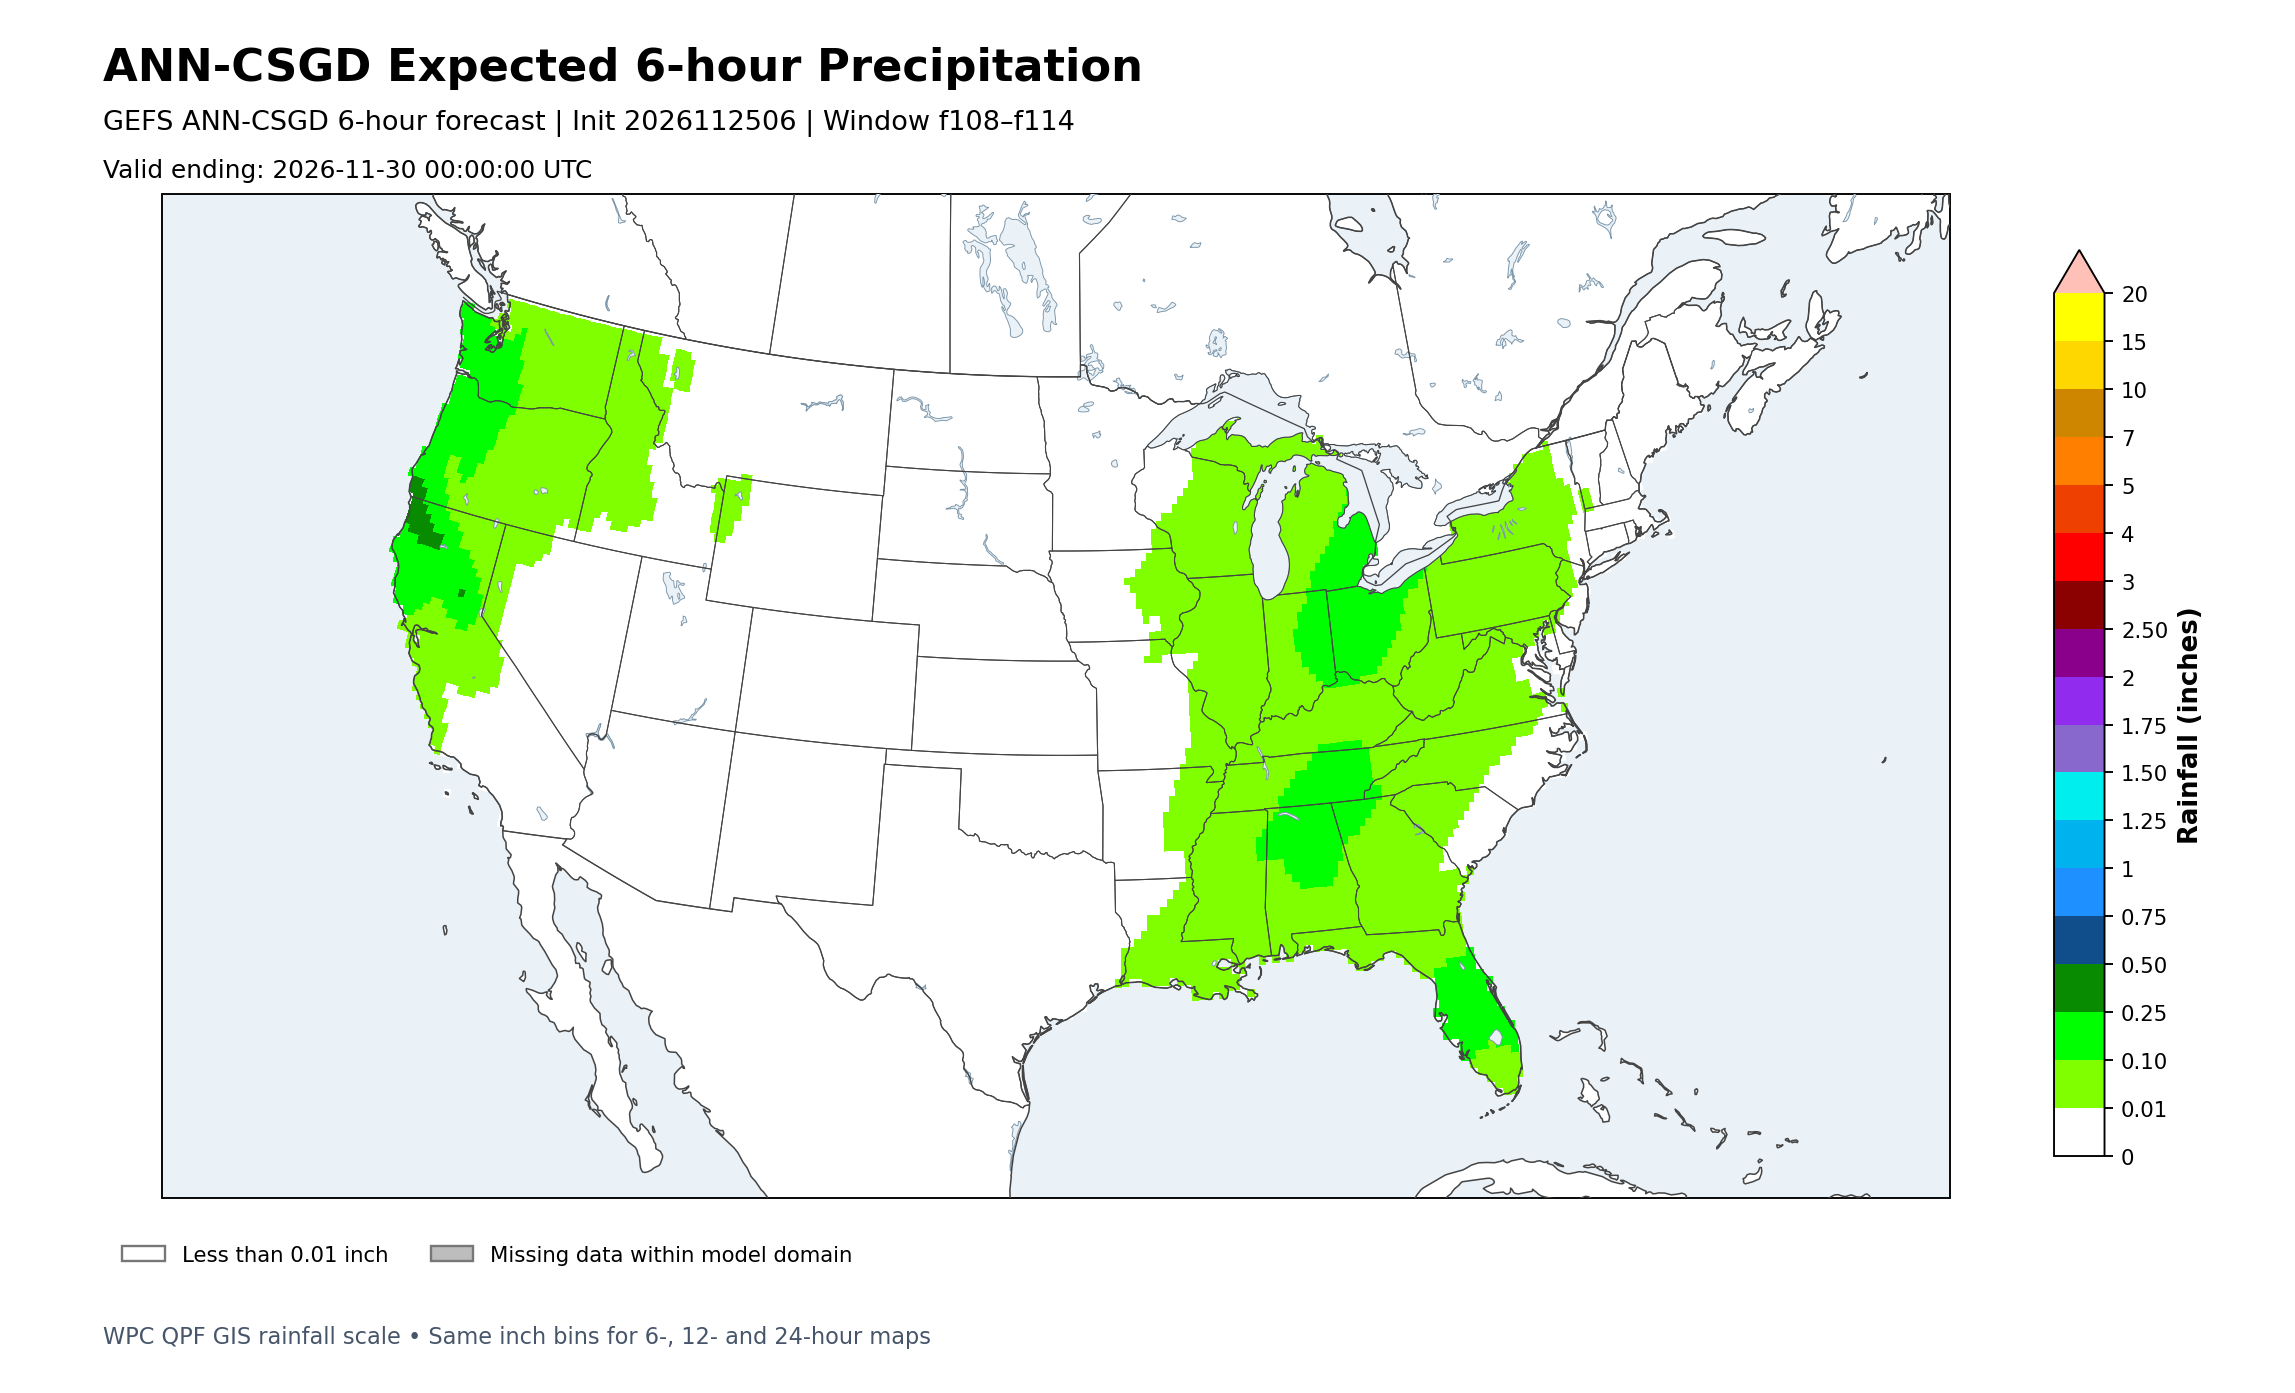 ANN-CSGD Expected 6-hour Precipitation
GEFS ANN-CSGD 6-hour forecast | Init 2026112506 | Window f108–f114
Valid ending: 2026-11-30 00:00:00 UTC
20
15
10
7
5
4
3
2.50
2
1.75
1.50
1.25
1
0.75
0.50
0.25
0.10
0.01
0
Rainfall (inches)
Less than 0.01 inch
Missing data within model domain
WPC QPF GIS rainfall scale • Same inch bins for 6-, 12- and 24-hour maps